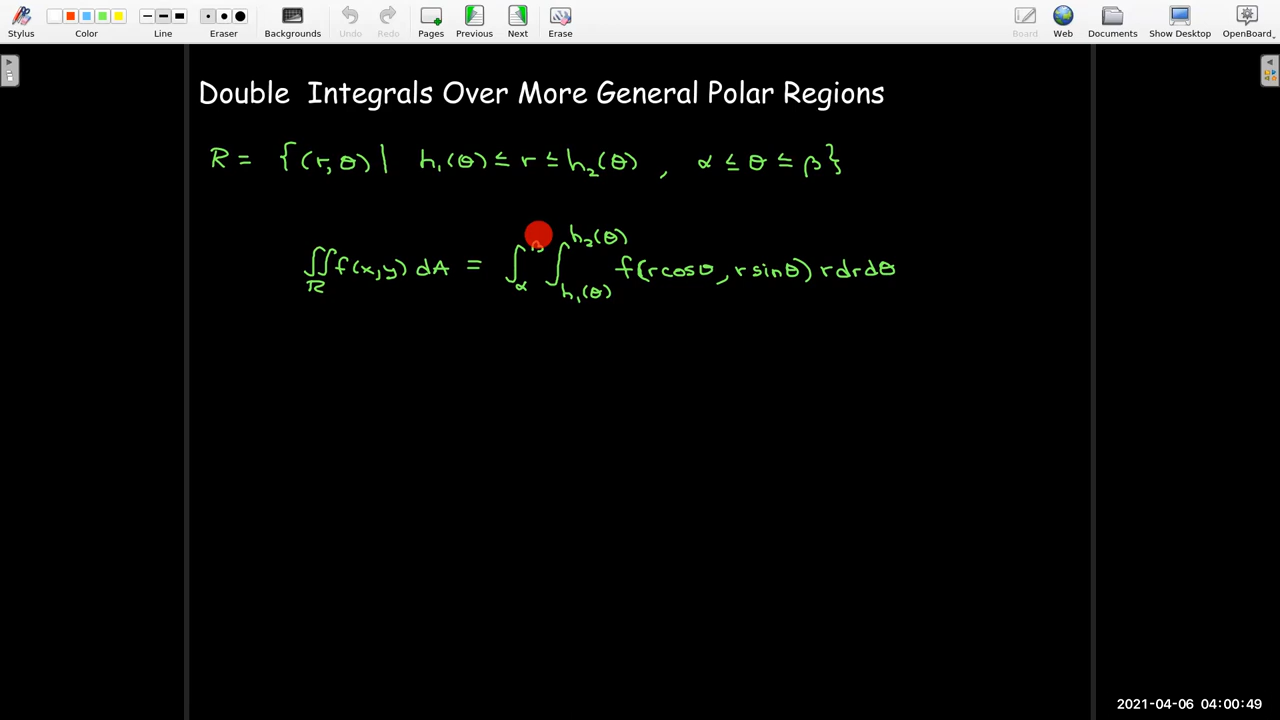 Stylus Color Line Eraser Backgrounds Undo Redo Pages Previous Next Erase Board Web Documents Show Desktop OpenBoard
Double Integrals Over More General Polar Regions
R = {(r,θ) | h₁(θ) ≤ r ≤ h₂(θ) , α ≤ θ ≤ β}
∬_R f(x,y) dA = ∫_α^β ∫_{h₁(θ)}^{h₂(θ)} f(r cosθ , r sinθ) r dr dθ
2021-04-06 04:00:49